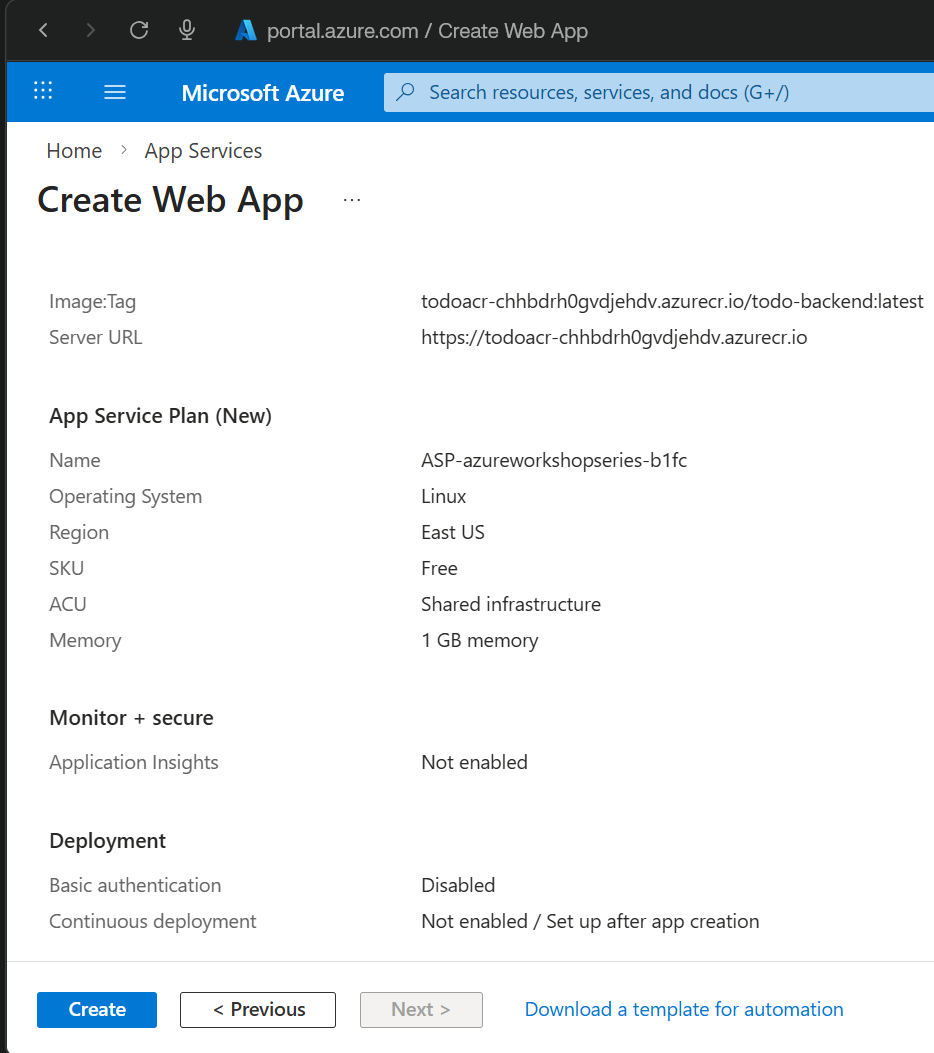 portal.azure.com / Create Web App
Microsoft Azure Search resources, services, and docs (G+/)
Home > App Services
Create Web App ...
Image:Tag todoacr-chhbdrh0gvdjehdv.azurecr.io/todo-backend:latest
Server URL https://todoacr-chhbdrh0gvdjehdv.azurecr.io
App Service Plan (New)
Name ASP-azureworkshopseries-b1fc
Operating System Linux
Region East US
SKU Free
ACU Shared infrastructure
Memory 1 GB memory
Monitor + secure
Application Insights Not enabled
Deployment
Basic authentication Disabled
Continuous deployment Not enabled / Set up after app creation
Create < Previous Next > Download a template for automation